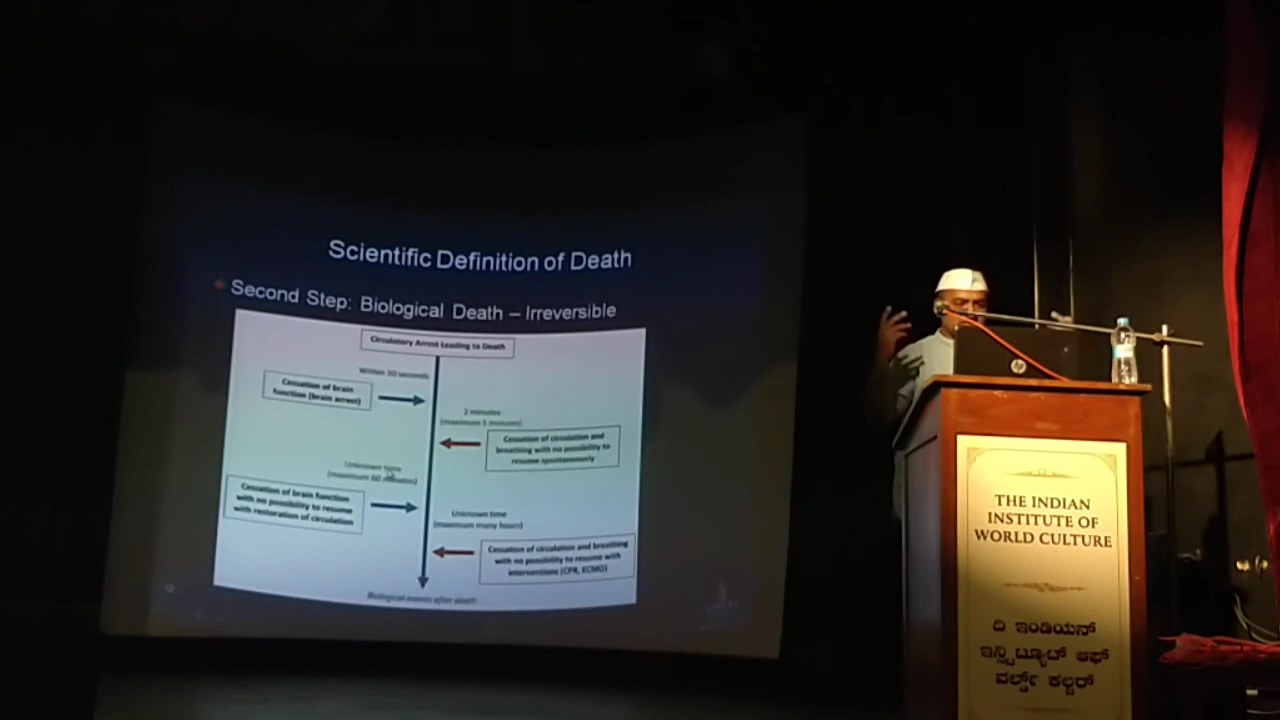 Scientific Definition of Death
Second Step: Biological Death – Irreversible
Circulatory Arrest Leading to Death
Within 30 seconds
Cessation of brain
function (brain arrest)
2 minutes
(maximum 5 minutes)
Cessation of circulation and
breathing with no possibility to
resume spontaneously
Unknown time
(maximum 60 minutes)
Cessation of brain function
with no possibility to resume
with restoration of circulation
Unknown time
(maximum many hours)
Cessation of circulation and breathing
with no possibility to resume with
interventions (CPR, ECMO)
Biological events after death
12
hp
THE INDIAN
INSTITUTE OF
WORLD CULTURE
ದಿ ಇಂಡಿಯನ್
ಇನ್ಸ್ಟಿಟ್ಯೂಟ್ ಆಫ್
ವರ್ಲ್ಡ್ ಕಲ್ಚರ್